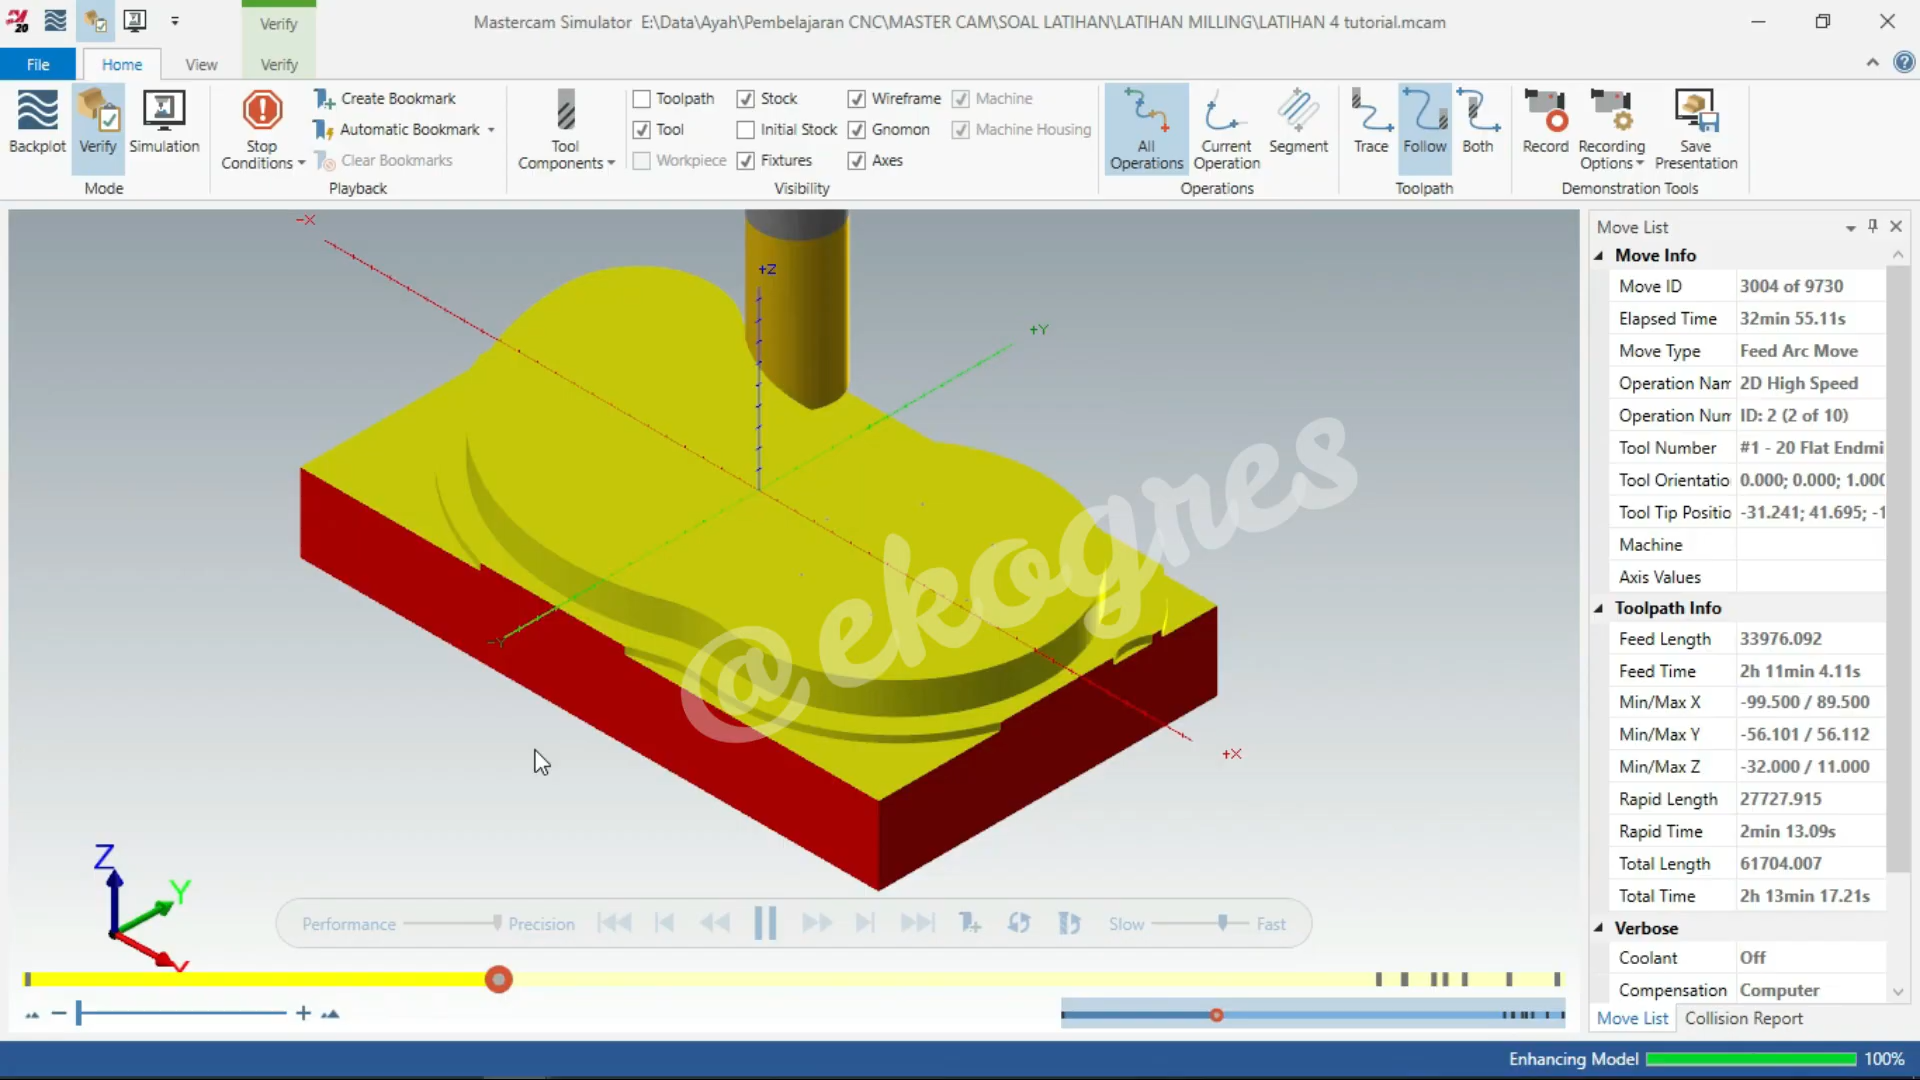 Verify
Mastercam Simulator E:\Data\Ayah\Pembelajaran CNC\MASTER CAM\SOAL LATIHAN\LATIHAN MILLING\LATIHAN 4 tutorial.mcam
File Home View Verify
Backplot Verify Simulation
Mode
Stop Conditions
Create Bookmark
Automatic Bookmark
Clear Bookmarks
Playback
Tool Components
Toolpath Stock Wireframe Machine
Tool Initial Stock Gnomon Machine Housing
Workpiece Fixtures Axes
Visibility
All Operations Current Operation Segment
Operations
Trace Follow Both
Toolpath
Record Recording Options Save Presentation
Demonstration Tools
Move List
Move Info
Move ID 3004 of 9730
Elapsed Time 32min 55.11s
Move Type Feed Arc Move
Operation Nam 2D High Speed
Operation Num ID: 2 (2 of 10)
Tool Number #1 - 20 Flat Endmi
Tool Orientatio 0.000; 0.000; 1.000
Tool Tip Positio -31.241; 41.695; -1
Machine
Axis Values
Toolpath Info
Feed Length 33976.092
Feed Time 2h 11min 4.11s
Min/Max X -99.500 / 89.500
Min/Max Y -56.101 / 56.112
Min/Max Z -32.000 / 11.000
Rapid Length 27727.915
Rapid Time 2min 13.09s
Total Length 61704.007
Total Time 2h 13min 17.21s
Verbose
Coolant Off
Compensation Computer
Move List Collision Report
-X
+Z
+Y
-Y
+X
@ekogres
Z
Y
Performance Precision Slow Fast
Enhancing Model 100%